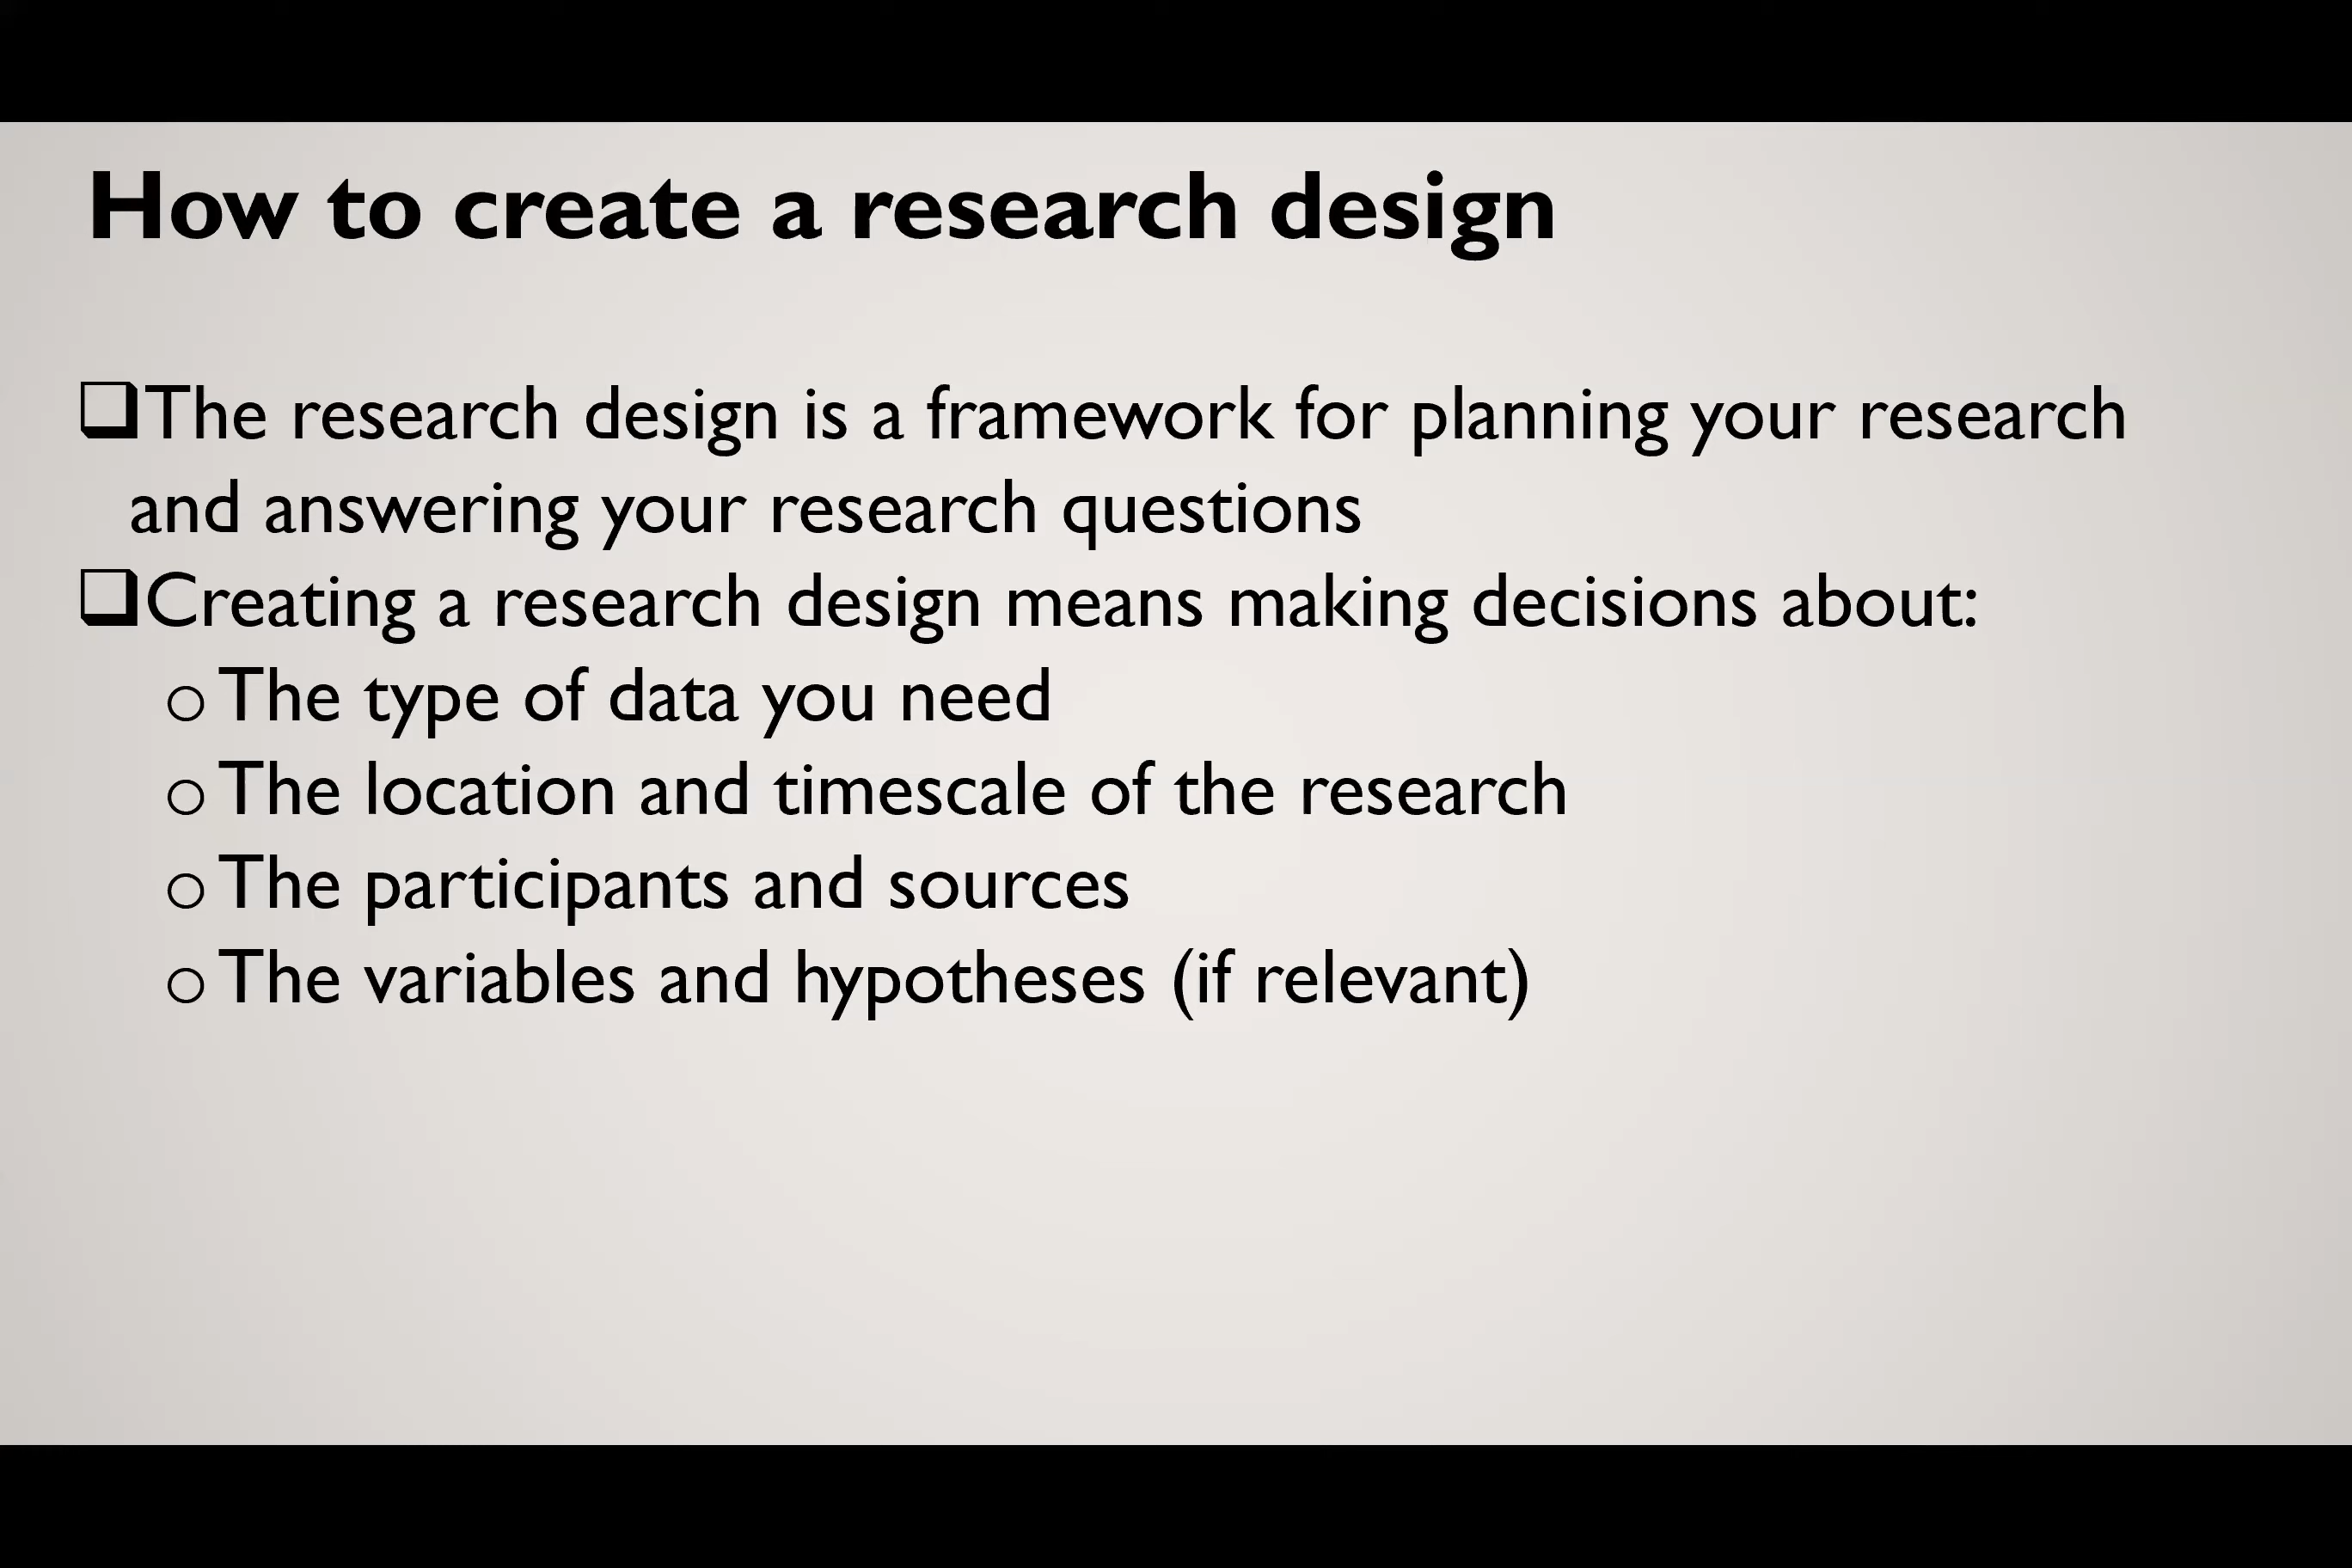 How to create a research design
❑The research design is a framework for planning your research
and answering your research questions
❑Creating a research design means making decisions about:
o The type of data you need
o The location and timescale of the research
o The participants and sources
o The variables and hypotheses (if relevant)